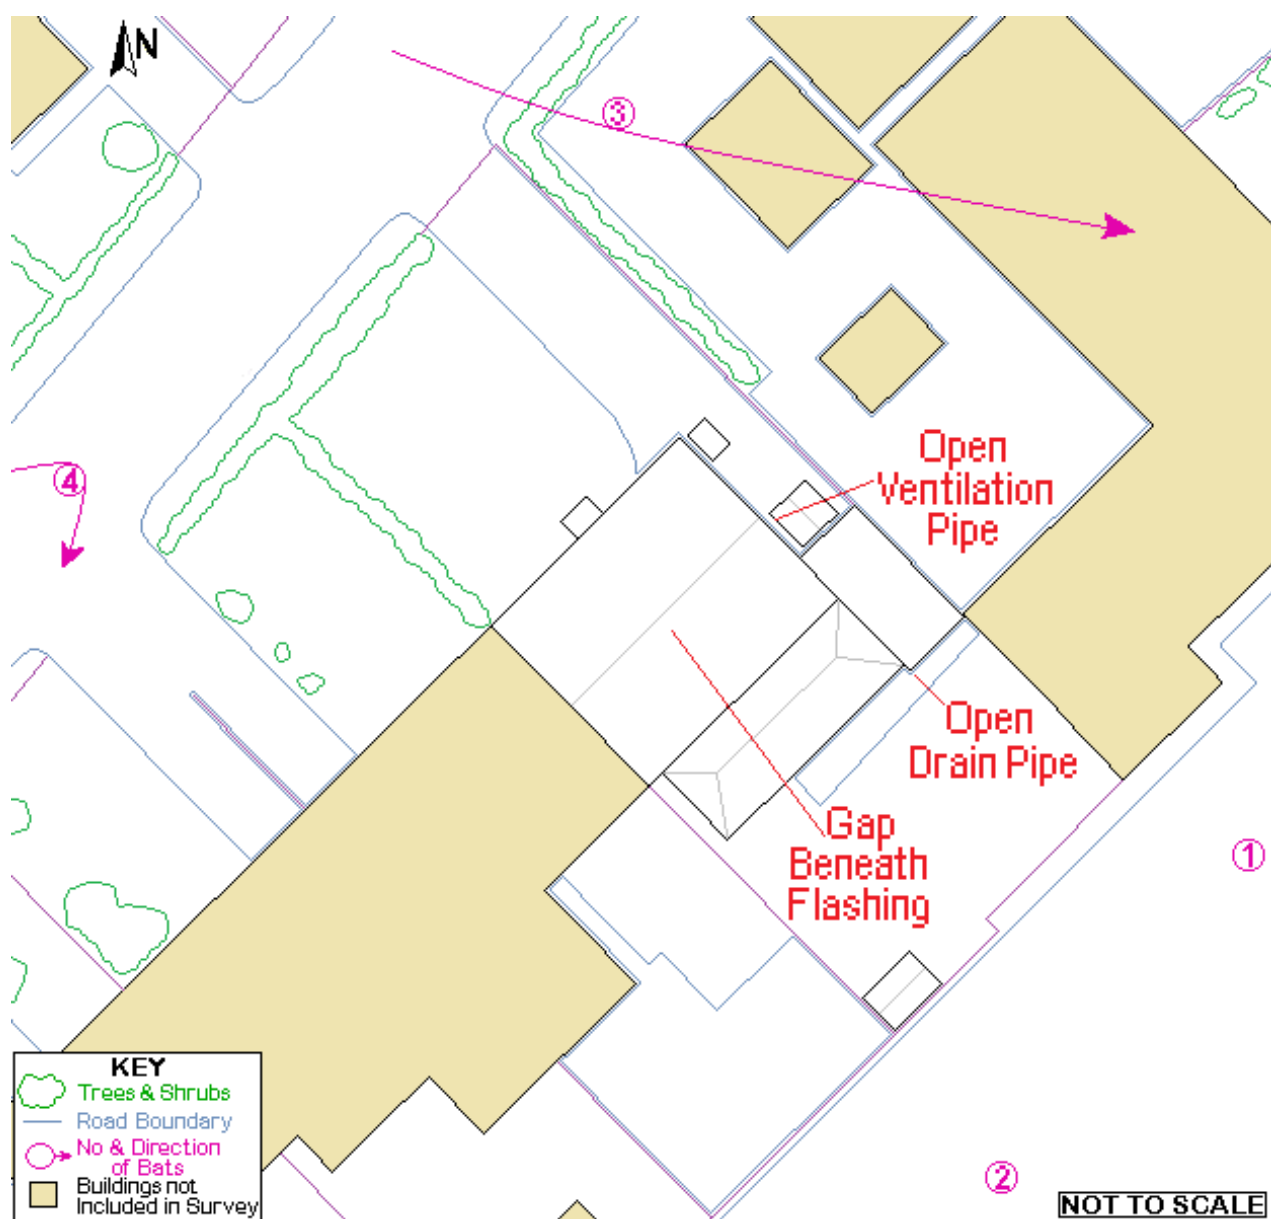 N
3
4
Open
Ventilation
Pipe
Open
Drain Pipe
Gap
Beneath
Flashing
1
2
KEY
Trees & Shrubs
Road Boundary
No & Direction
of Bats
Buildings not
Included in Survey
NOT TO SCALE